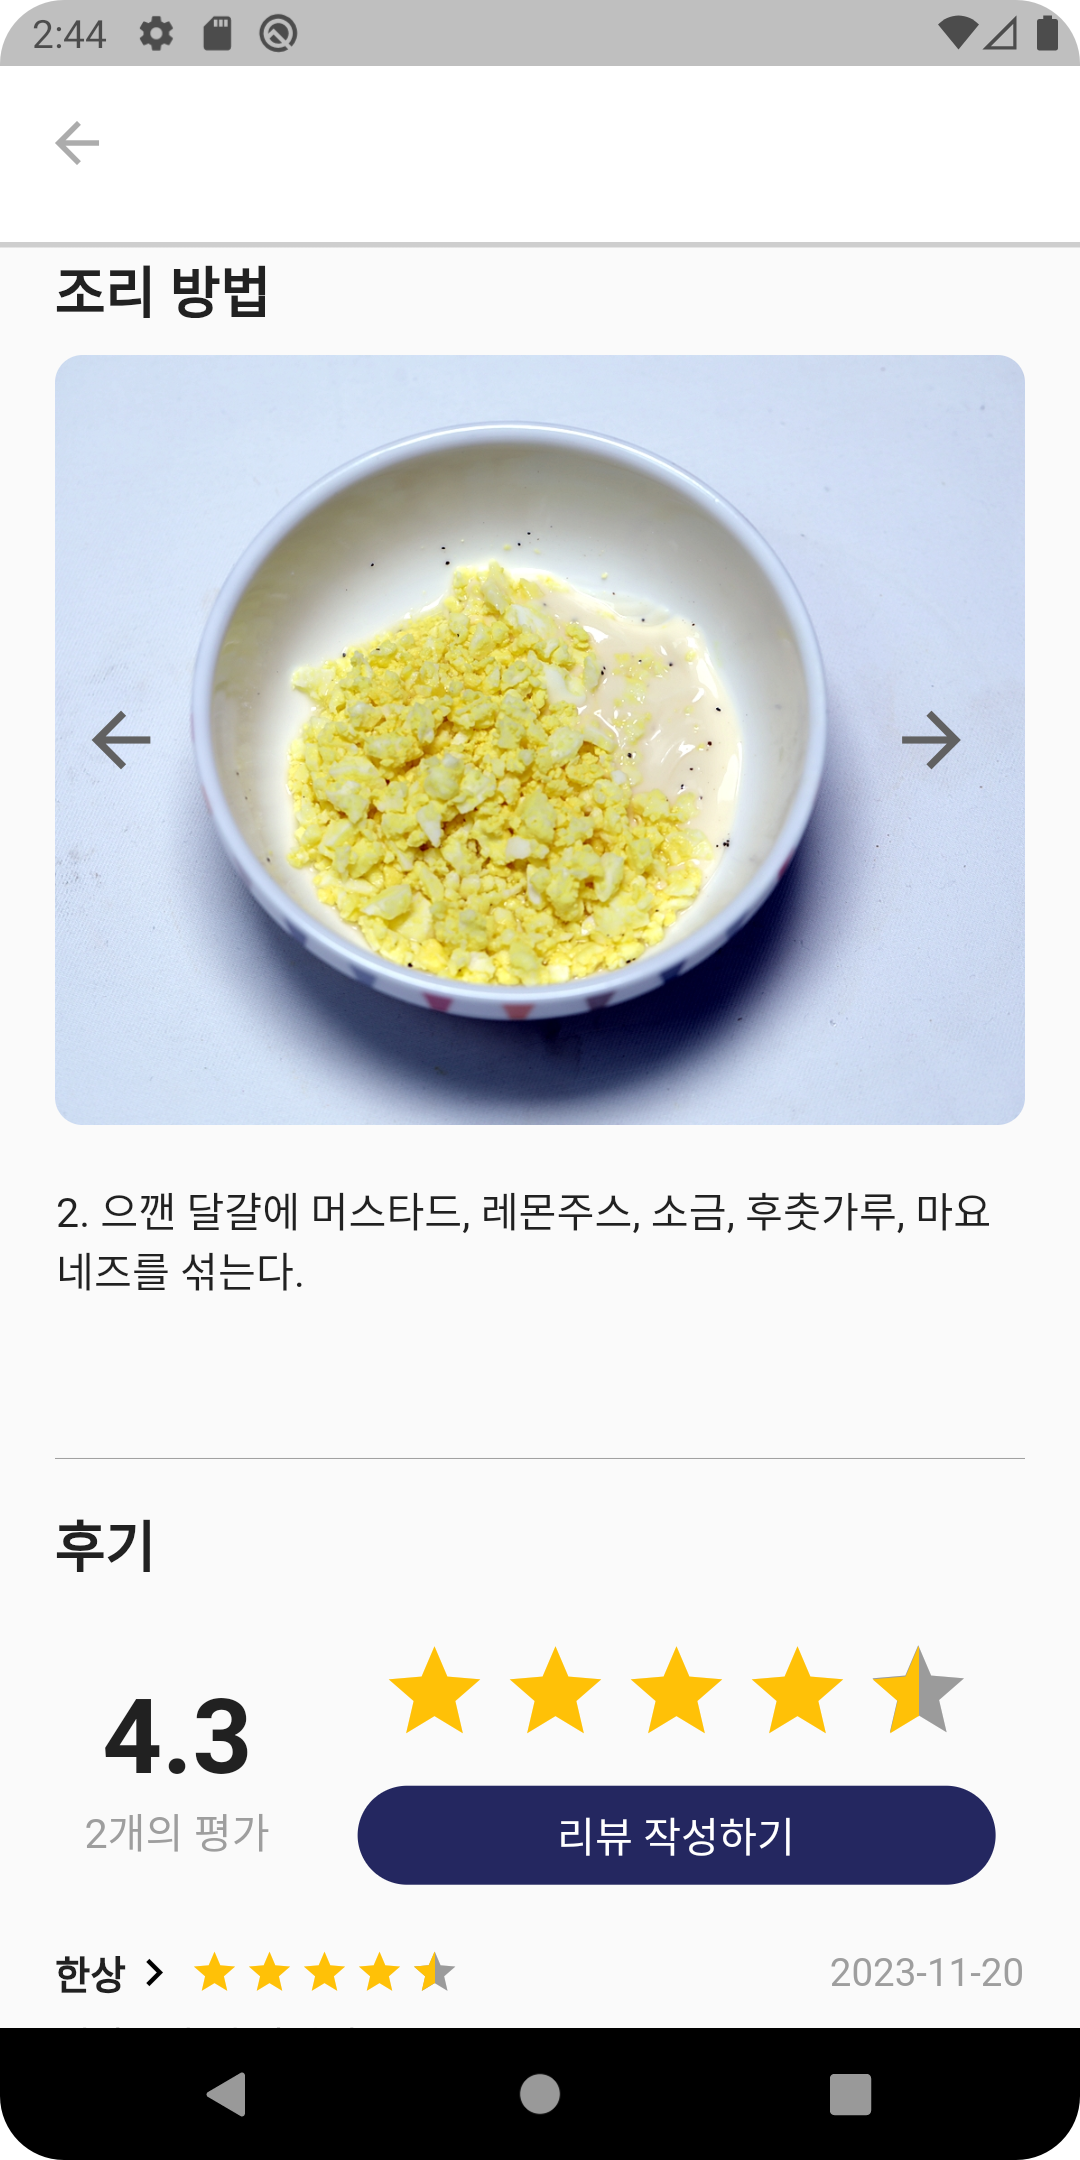 2:44
조리 방법
2. 으깬 달걀에 머스타드, 레몬주스, 소금, 후춧가루, 마요
네즈를 섞는다.
후기
4.3
2개의 평가
리뷰 작성하기
한상
2023-11-20